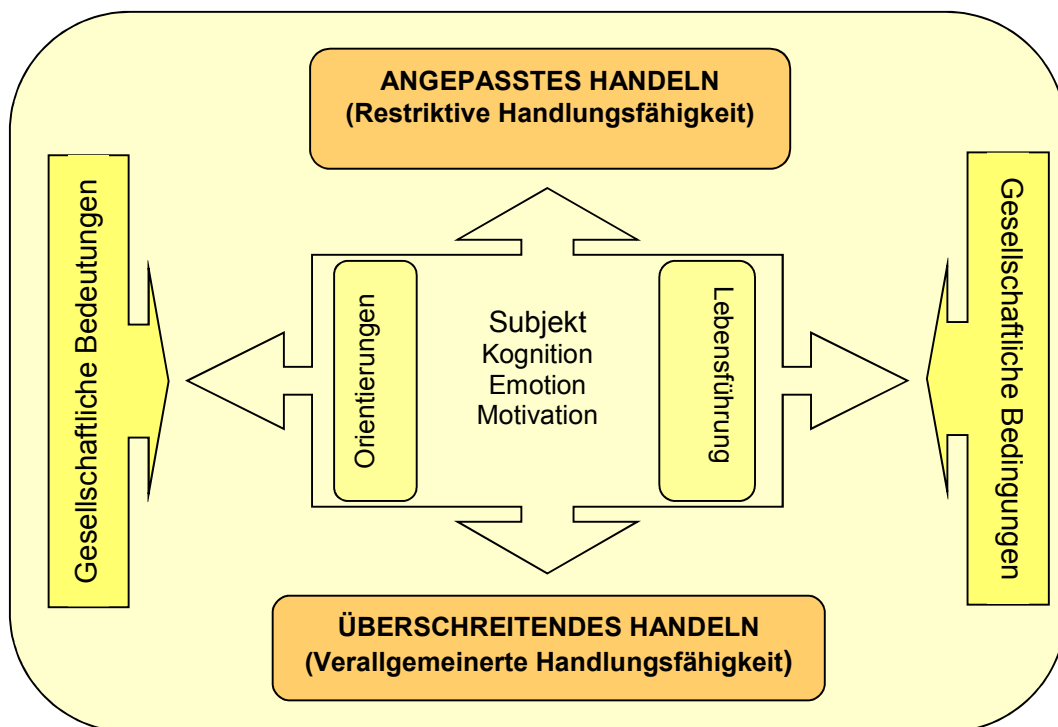 ANGEPASSTES HANDELN
(Restriktive Handlungsfähigkeit)
Gesellschaftliche Bedeutungen
Orientierungen
Subjekt
Kognition
Emotion
Motivation
Lebensführung
Gesellschaftliche Bedingungen
ÜBERSCHREITENDES HANDELN
(Verallgemeinerte Handlungsfähigkeit)